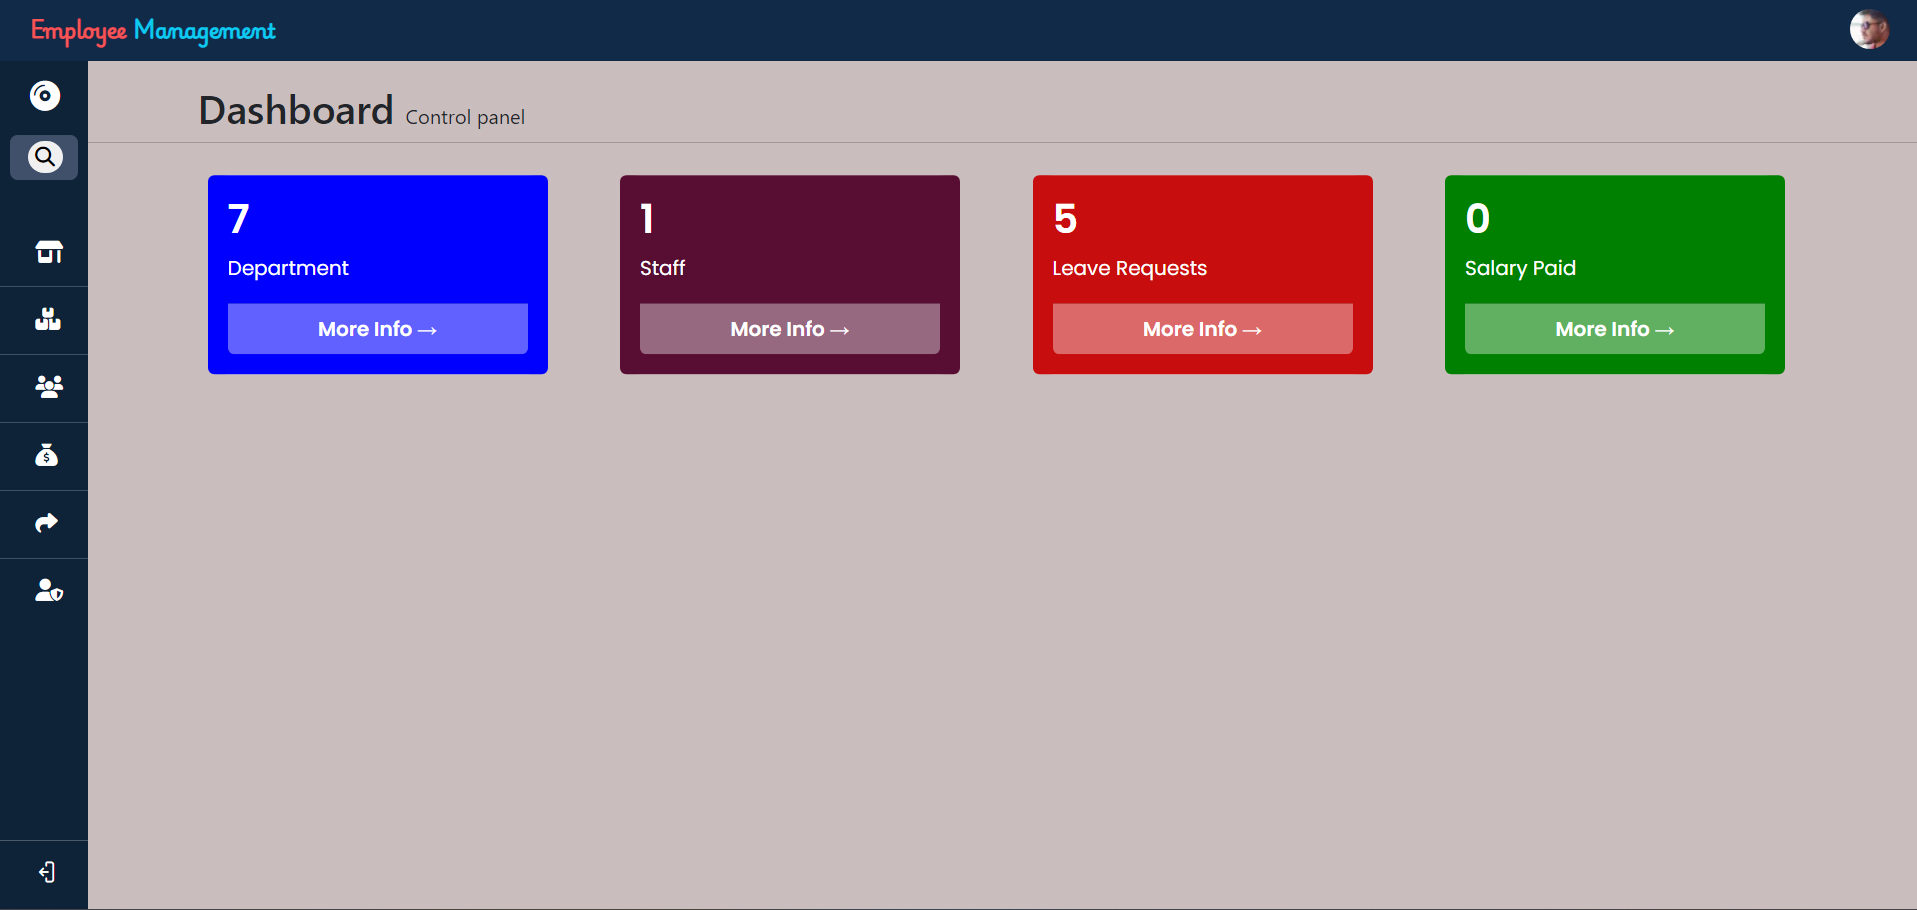 Employee Management
Dashboard Control panel
7
Department
More Info →
1
Staff
More Info →
5
Leave Requests
More Info →
0
Salary Paid
More Info →
$